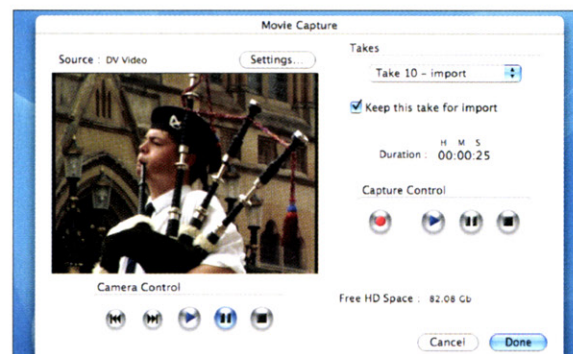 Movie Capture
Source : DV Video
Settings...
Takes
Take 10 - import
Keep this take for import
H M S
Duration : 00:00:25
Capture Control
Camera Control
Free HD Space : 82.08 Gb
Cancel
Done